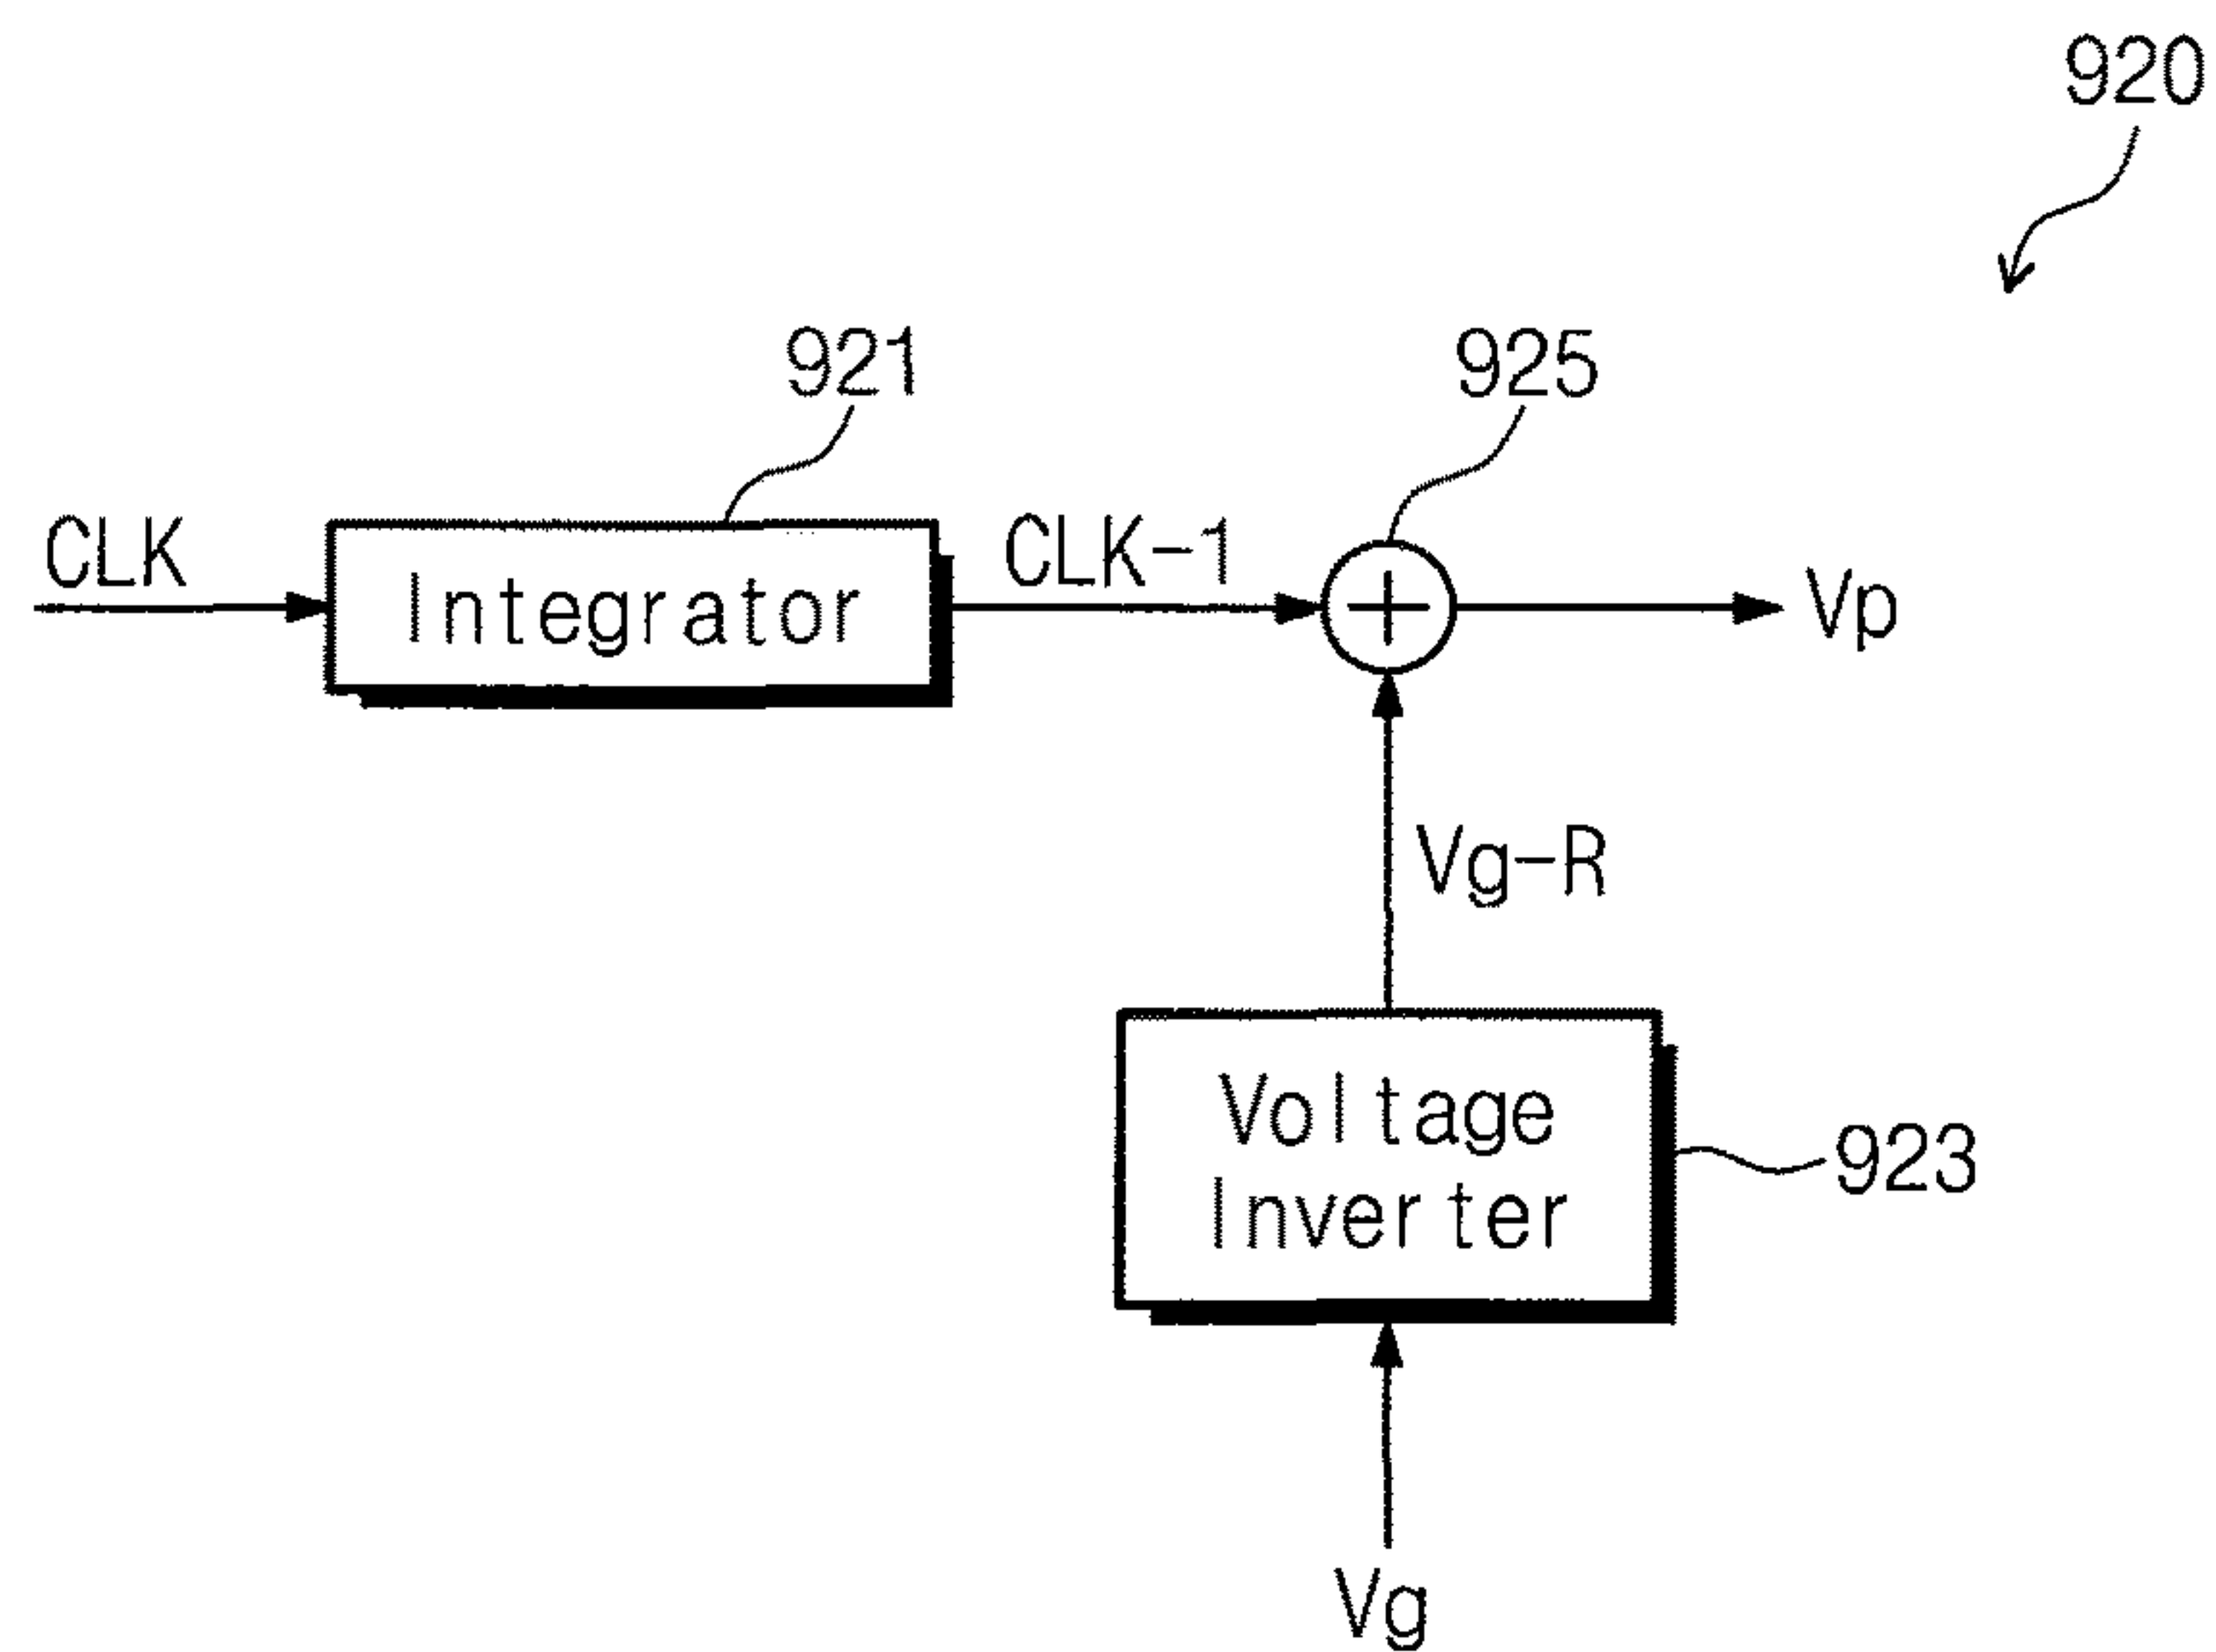 920
921
925
CLK
Integrator
CLK-1
Vp
Vg-R
Voltage
Inverter
923
Vg